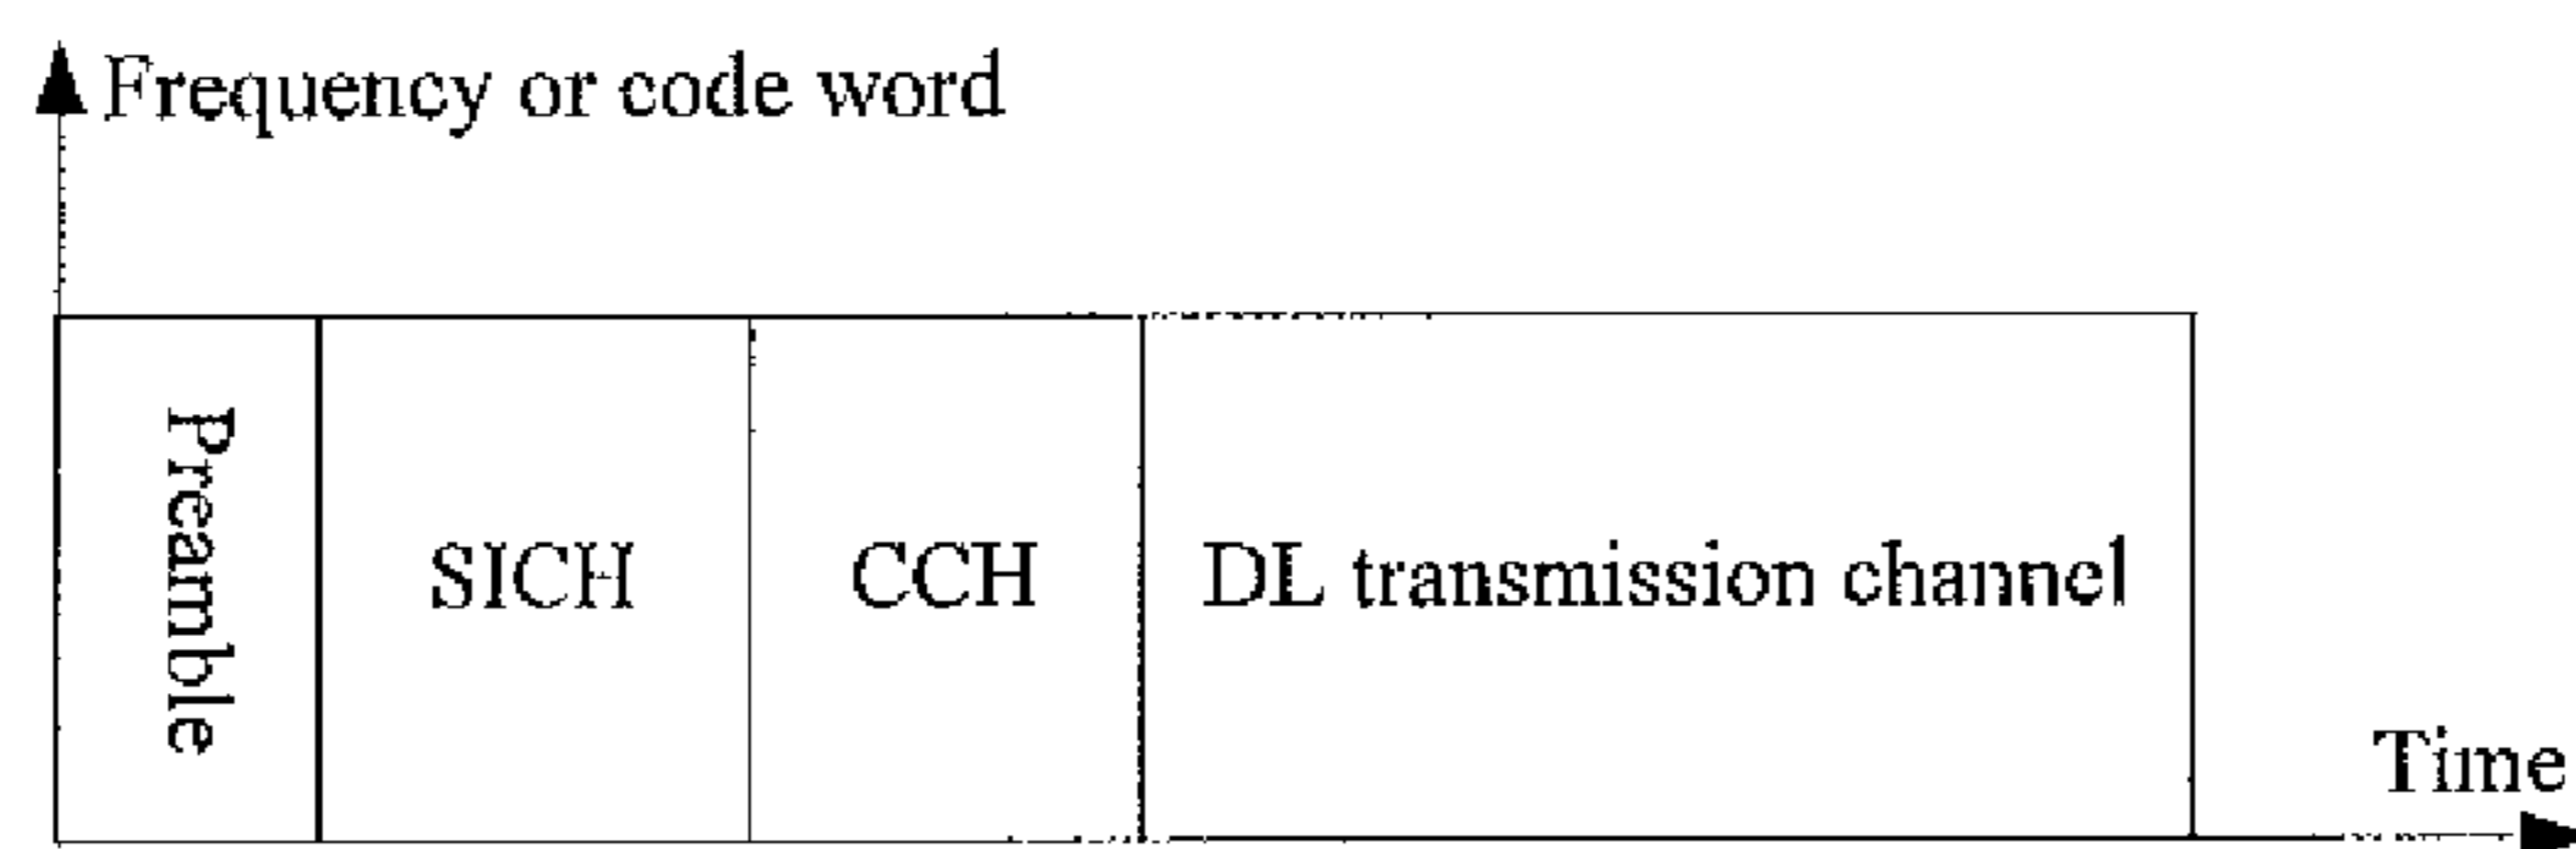 Frequency or code word
Preamble
SICH
CCH
DL transmission channel
Time